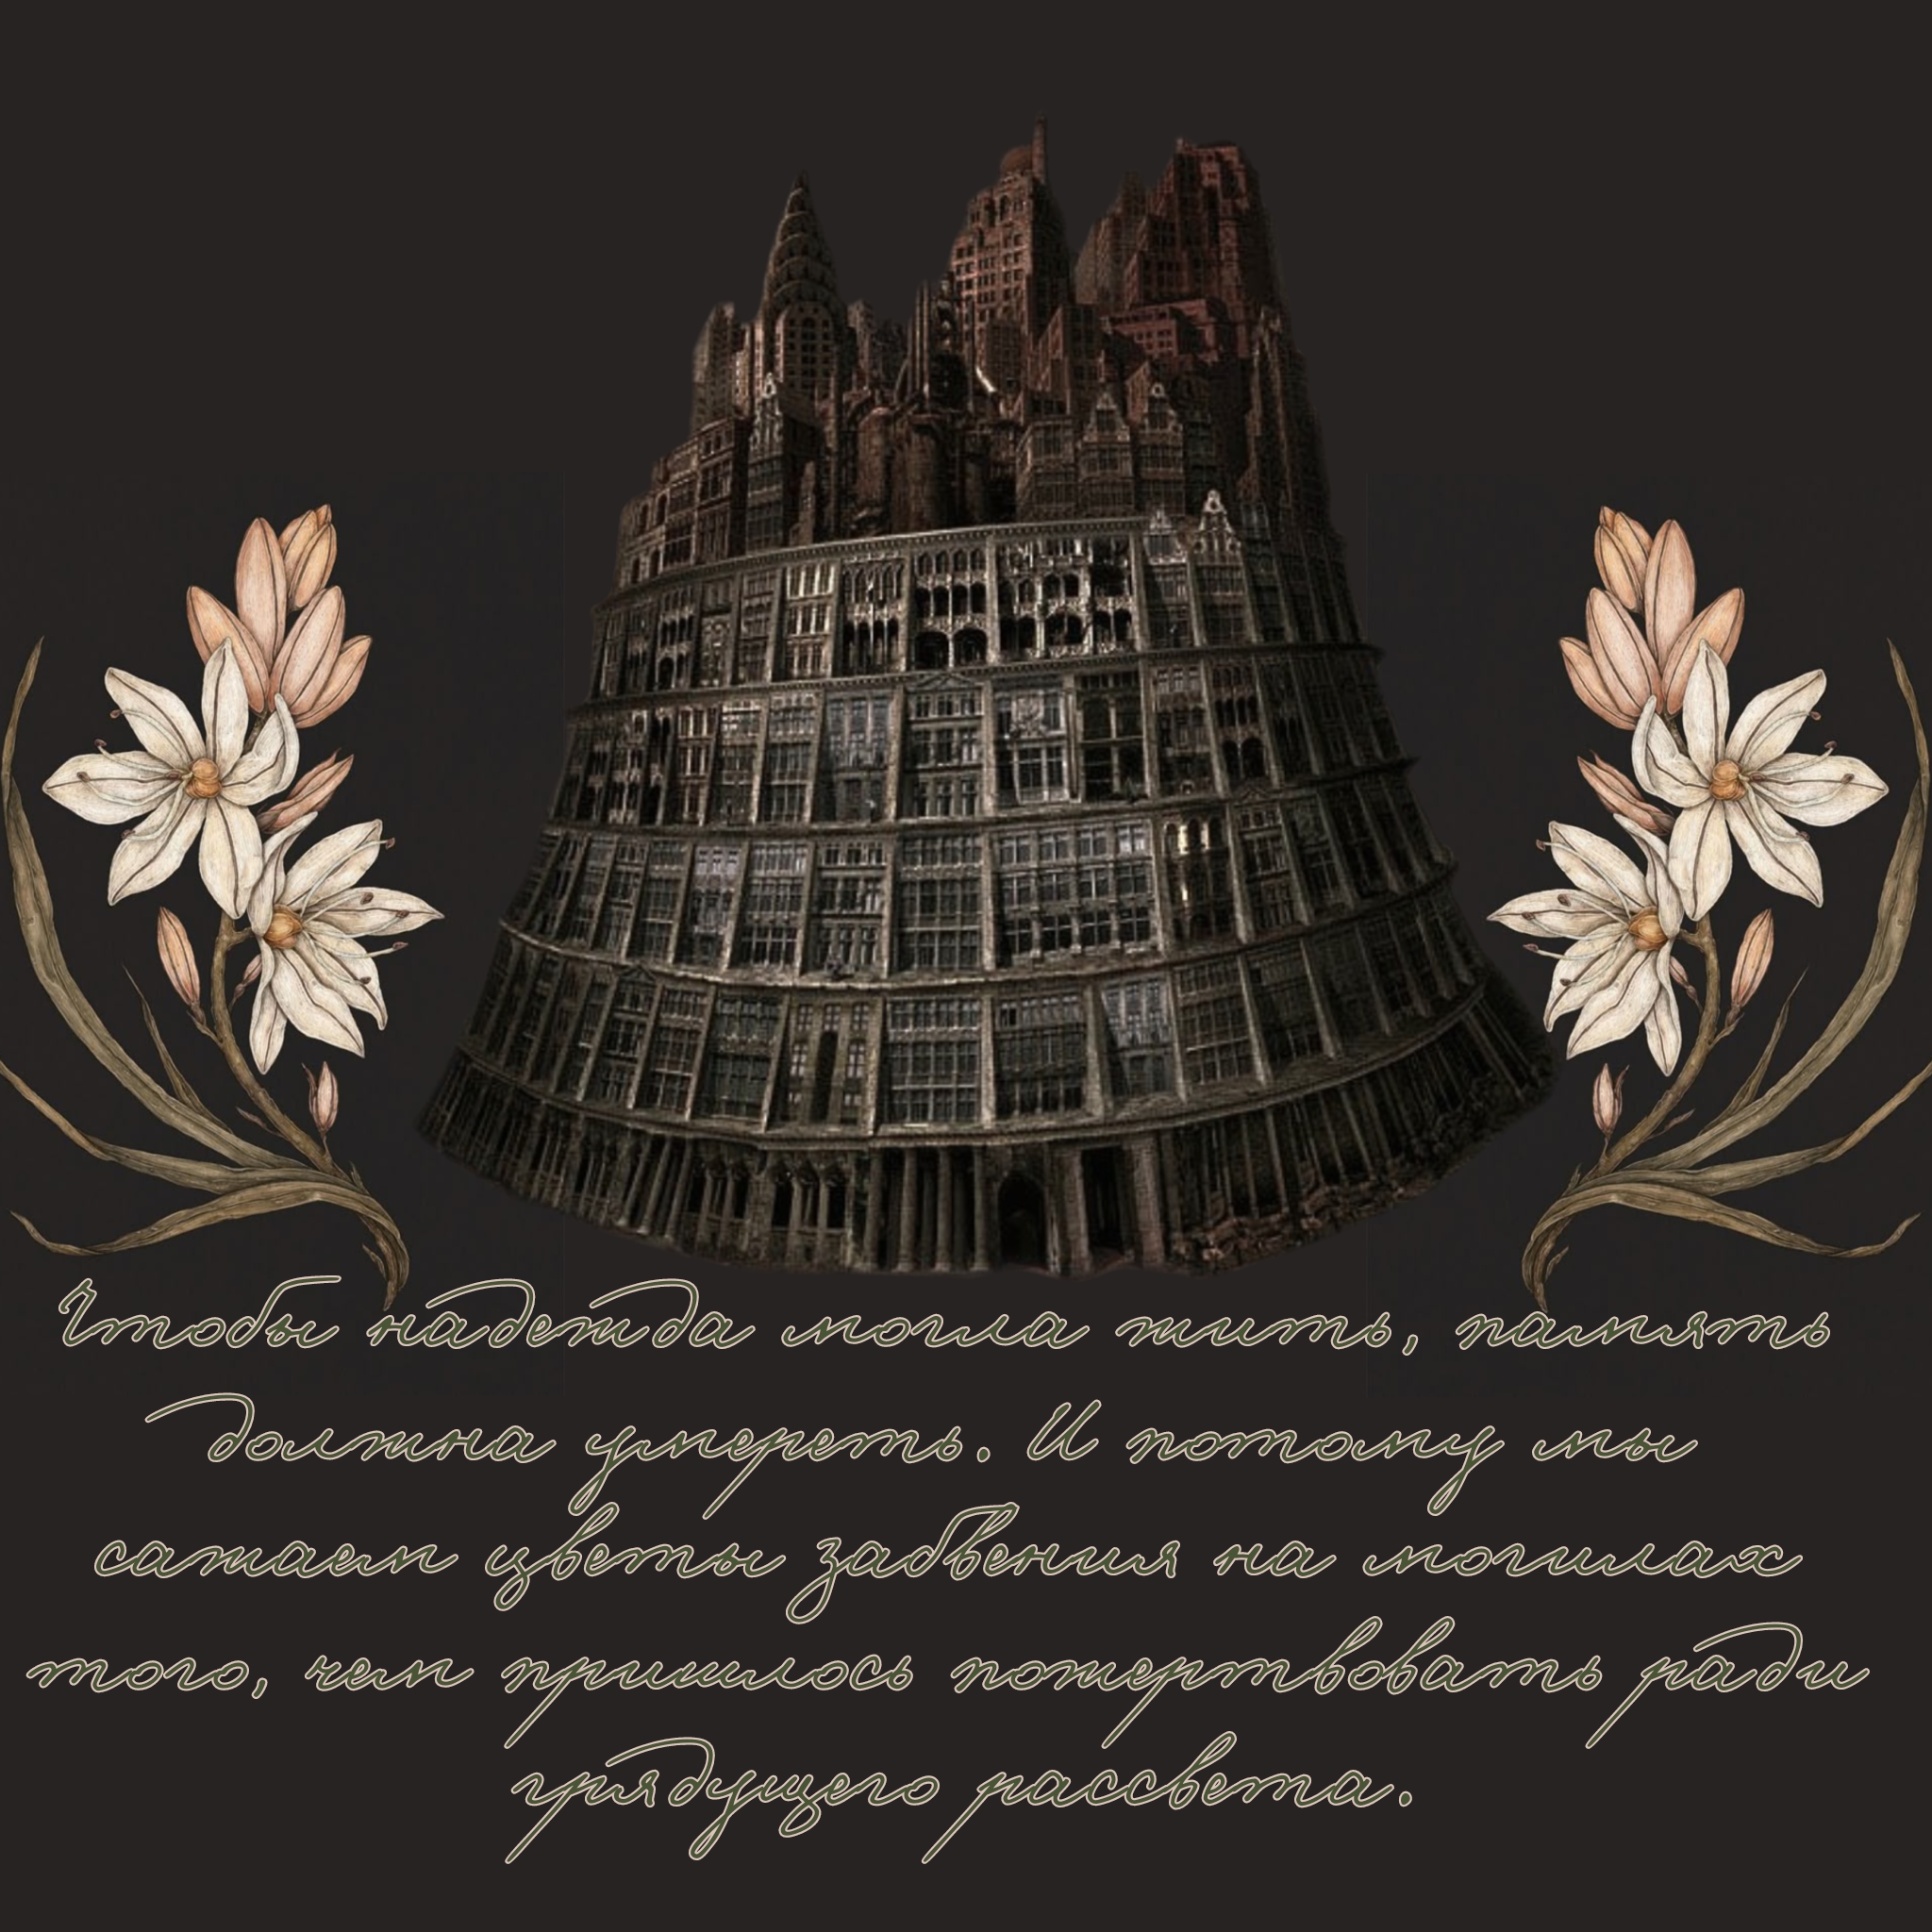 Чтобы надежда могла жить, память
должна умереть. И потому мы
сажаем цветы забвения на могилах
того, чем пришлось пожертвовать ради
грядущего рассвета.